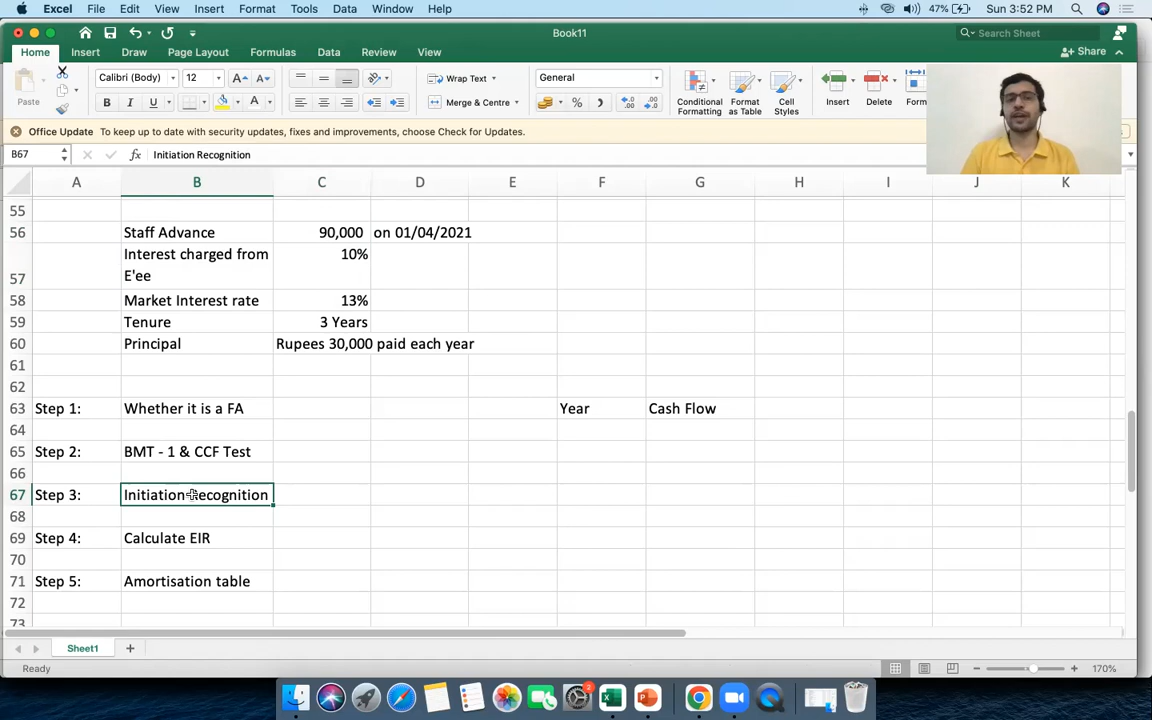 Excel File Edit View Insert Format Tools Data Window Help 47% Sun 3:52 PM
Book11 Search Sheet
Home Insert Draw Page Layout Formulas Data Review View Share
Paste Calibri (Body) 12 A A Wrap Text General Conditional Formatting Format as Table Cell Styles Insert Delete Form
B I U A Merge & Centre %
Office Update To keep up to date with security updates, fixes and improvements, choose Check for Updates.
B67 fx Initiation Recognition
A B C D E F G H I J K
55
56 Staff Advance 90,000 on 01/04/2021
57 Interest charged from E'ee 10%
58 Market Interest rate 13%
59 Tenure 3 Years
60 Principal Rupees 30,000 paid each year
61
62
63 Step 1: Whether it is a FA Year Cash Flow
64
65 Step 2: BMT - 1 & CCF Test
66
67 Step 3: Initiation Recognition
68
69 Step 4: Calculate EIR
70
71 Step 5: Amortisation table
72
73
Sheet1
Ready 170%